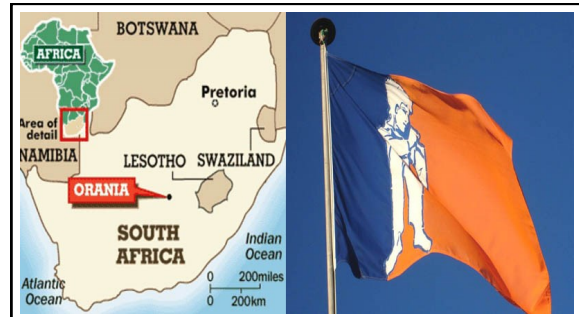 BOTSWANA
AFRICA
Pretoria
Area of
detail
NAMIBIA
LESOTHO SWAZILAND
ORANIA
SOUTH
AFRICA
Indian
Ocean
Atlantic
Ocean
0 200miles
0 200km